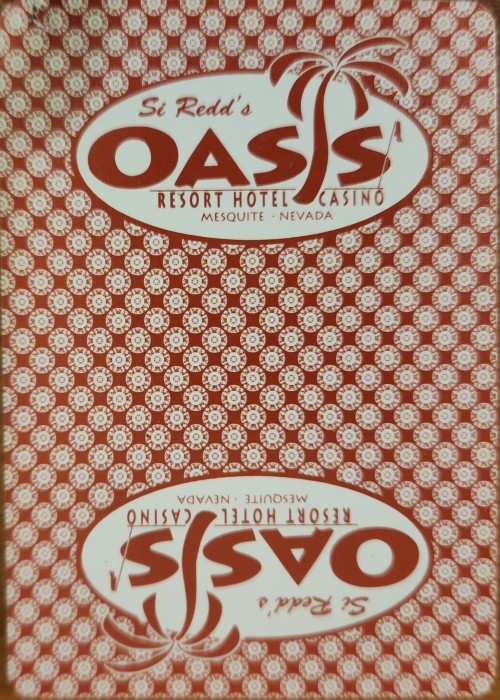 Si Redd's
OASIS
RESORT HOTEL CASINO
MESQUITE · NEVADA
MESQUITE · NEVADA
RESORT HOTEL CASINO
OASIS
Si Redd's